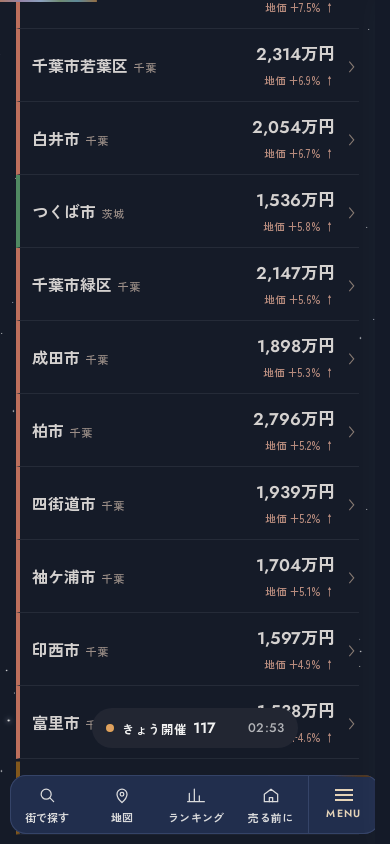 地価 +7.5% ↑
千葉市若葉区 千葉
2,314万円
地価 +6.9% ↑
白井市 千葉
2,054万円
地価 +6.7% ↑
つくば市 茨城
1,536万円
地価 +5.8% ↑
千葉市緑区 千葉
2,147万円
地価 +5.6% ↑
成田市 千葉
1,898万円
地価 +5.3% ↑
柏市 千葉
2,796万円
地価 +5.2% ↑
四街道市 千葉
1,939万円
地価 +5.2% ↑
袖ケ浦市 千葉
1,704万円
地価 +5.1% ↑
印西市 千葉
1,597万円
地価 +4.9% ↑
富里市
万円
4.6% ↑
きょう開催 117 02:53
街で探す
地図
ランキング
売る前に
MENU